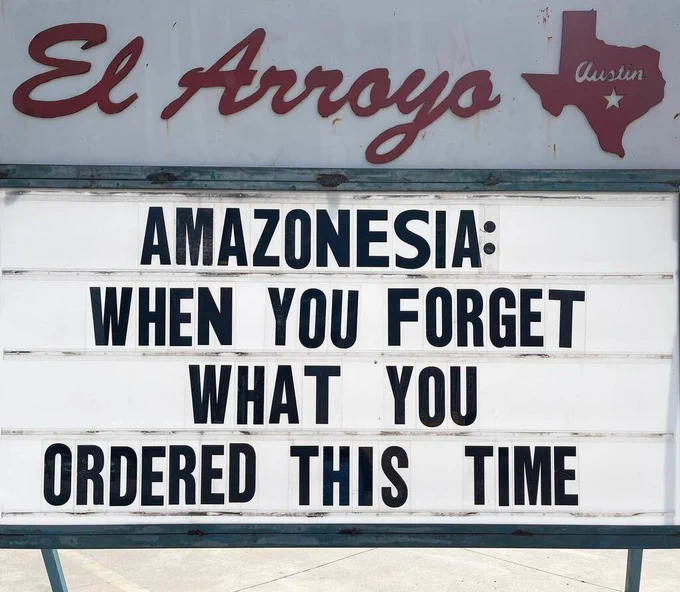 El Arroyo
Austin
AMAZONESIA:
WHEN YOU FORGET
WHAT YOU
ORDERED THIS TIME